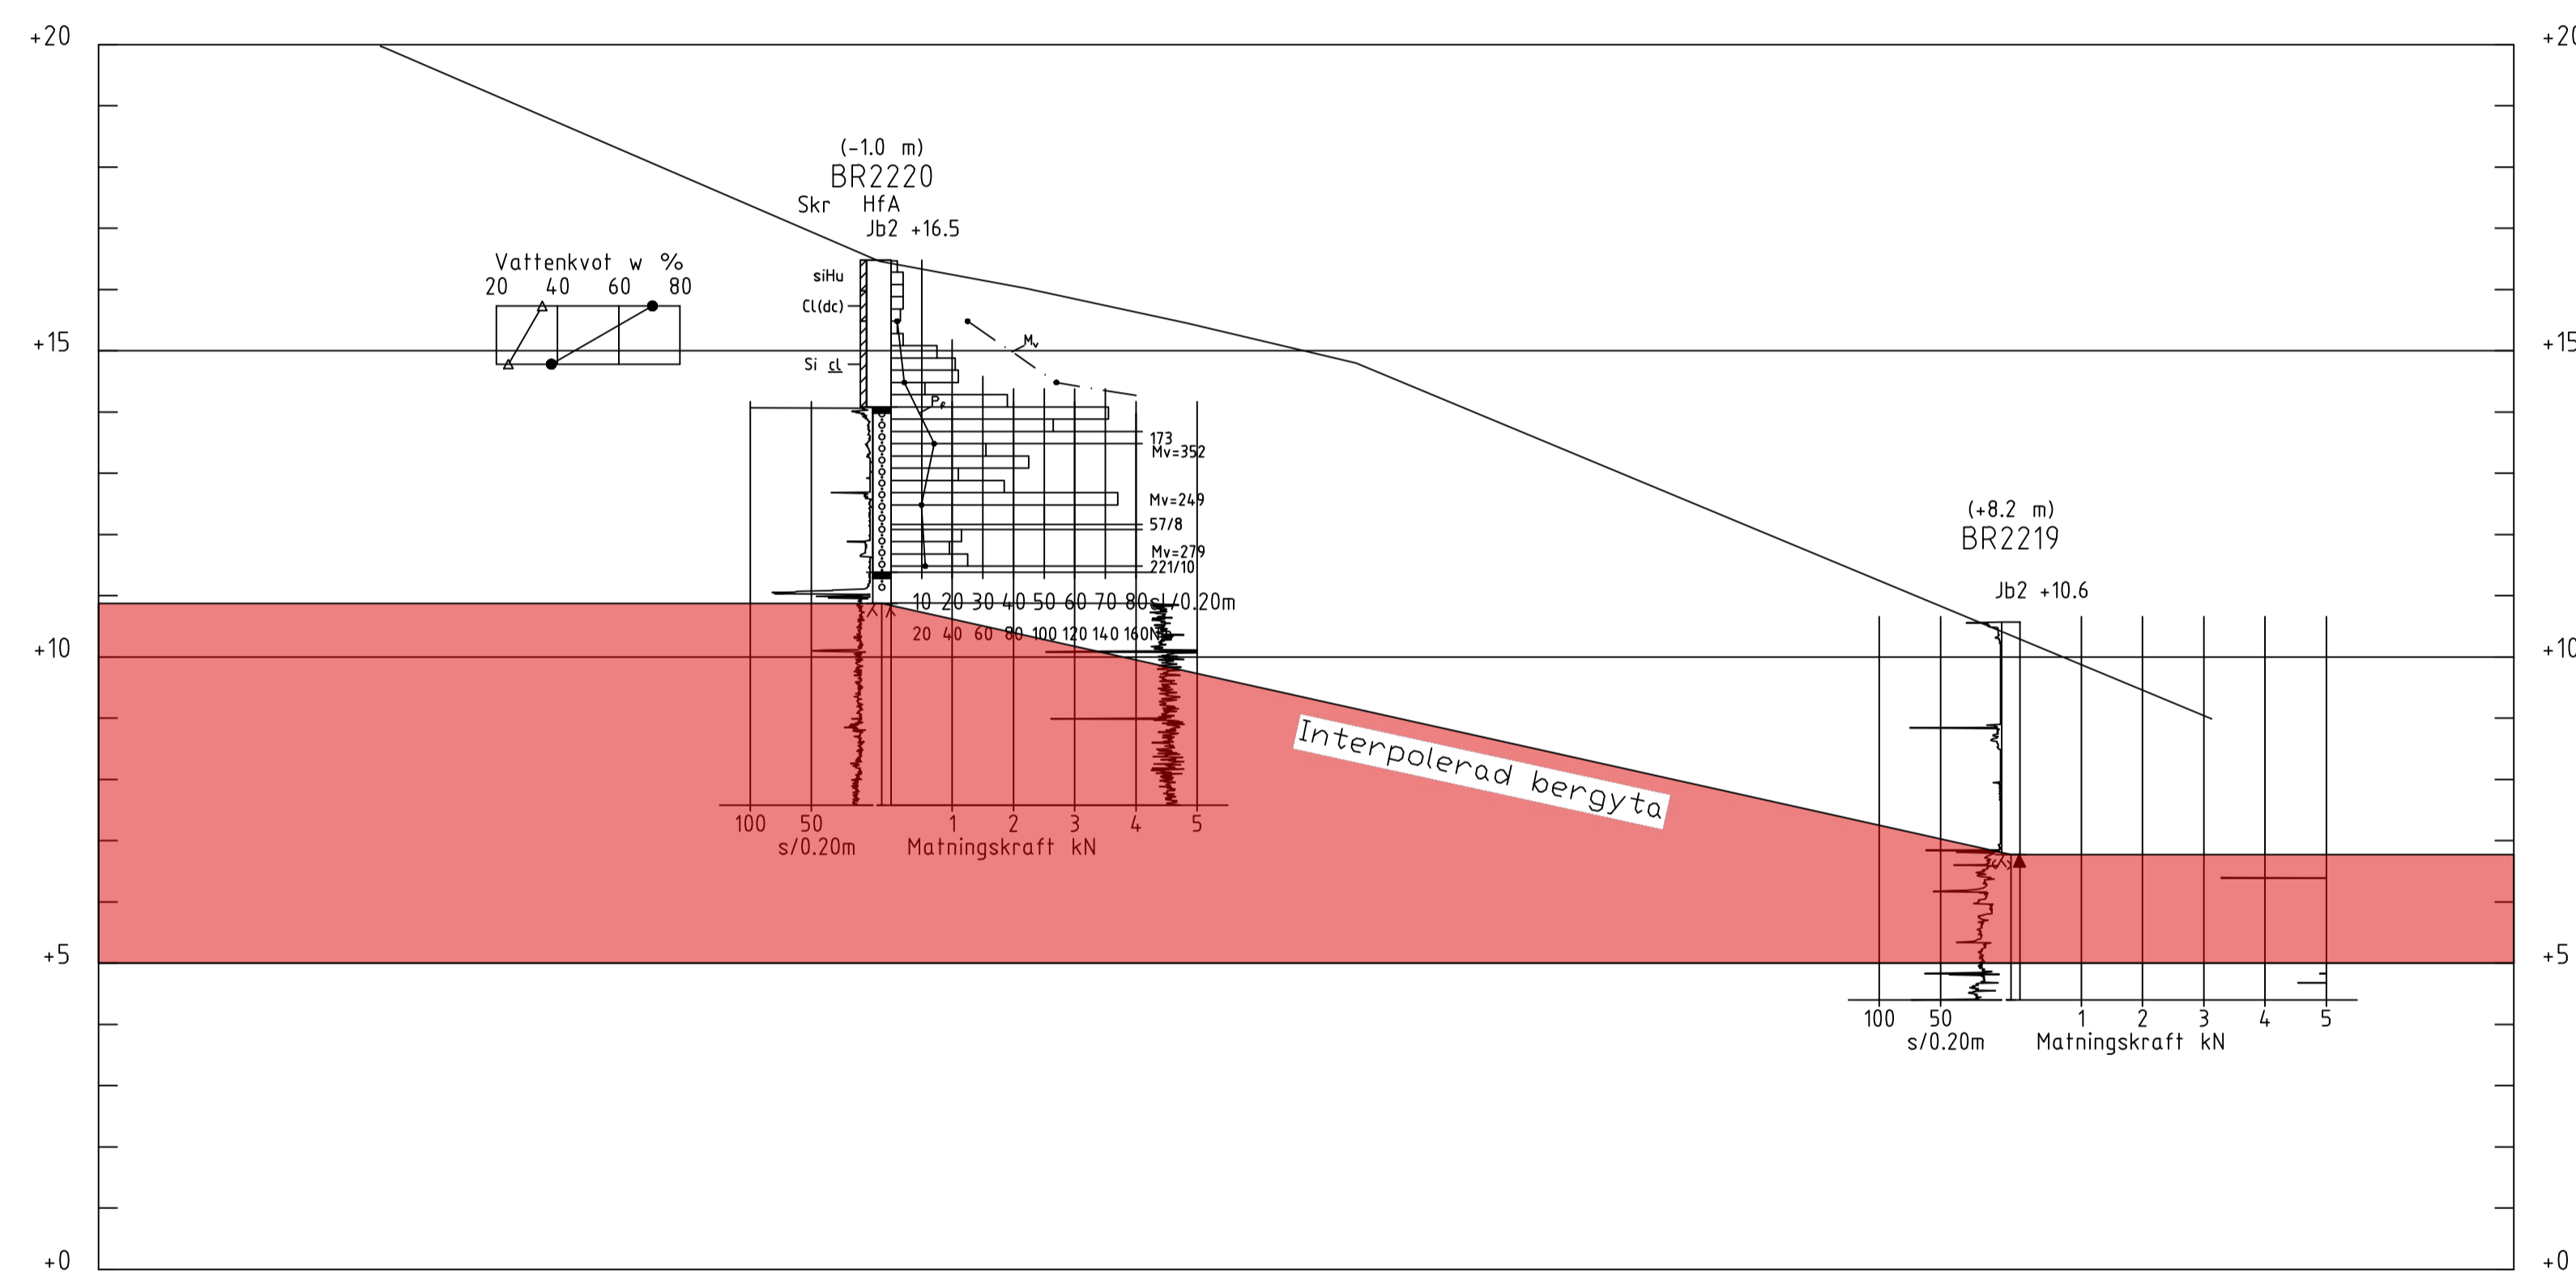 +20 +20
(-1.0 m)
BR2220
Skr HfA
Jb2 +16.5
Vattenkvot w %
20 40 60 80
siHu
Cl(dc)
Si cl
Mv
+15 +15
Pf
173
Mv=352
Mv=249
57/8
Mv=279
221/10
10 20 30 40 50 60 70 80 sl/0.20m
20 40 60 80 100 120 140 160
(+8.2 m)
BR2219
Jb2 +10.6
+10 +10
Interpolerad bergyta
100 50 1 2 3 4 5
s/0.20m Matningskraft kN
+5 +5
100 50 1 2 3 4 5
s/0.20m Matningskraft kN
+0 +0